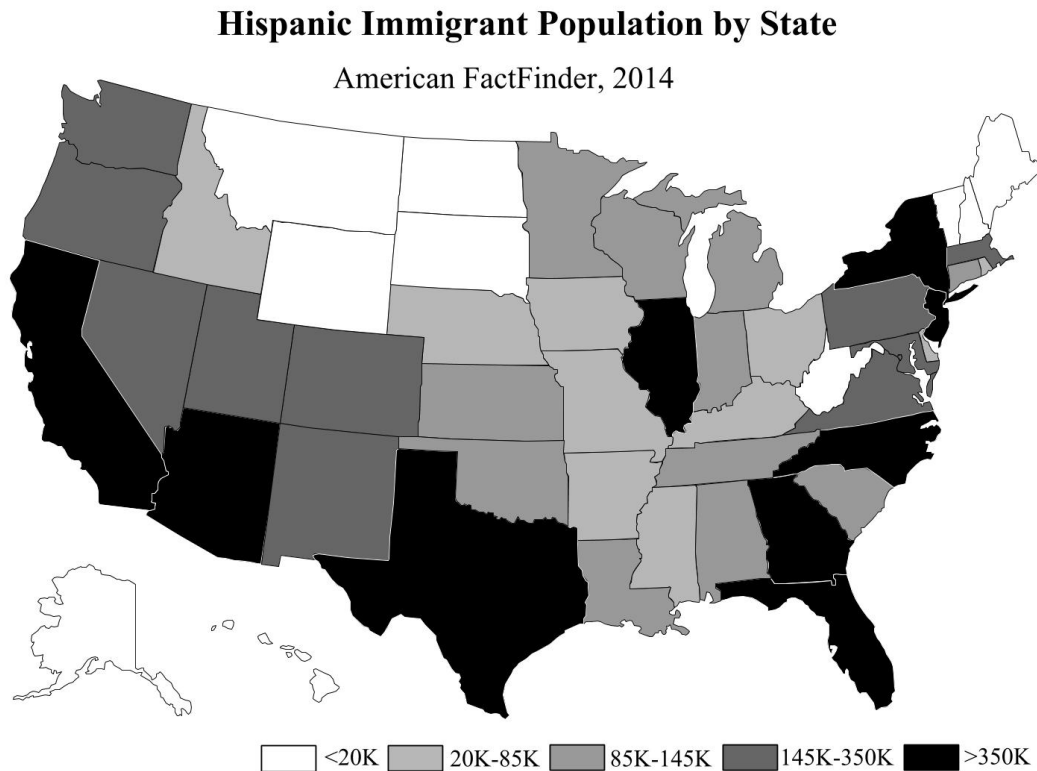 Hispanic Immigrant Population by State
American FactFinder, 2014
<20K 20K-85K 85K-145K 145K-350K >350K